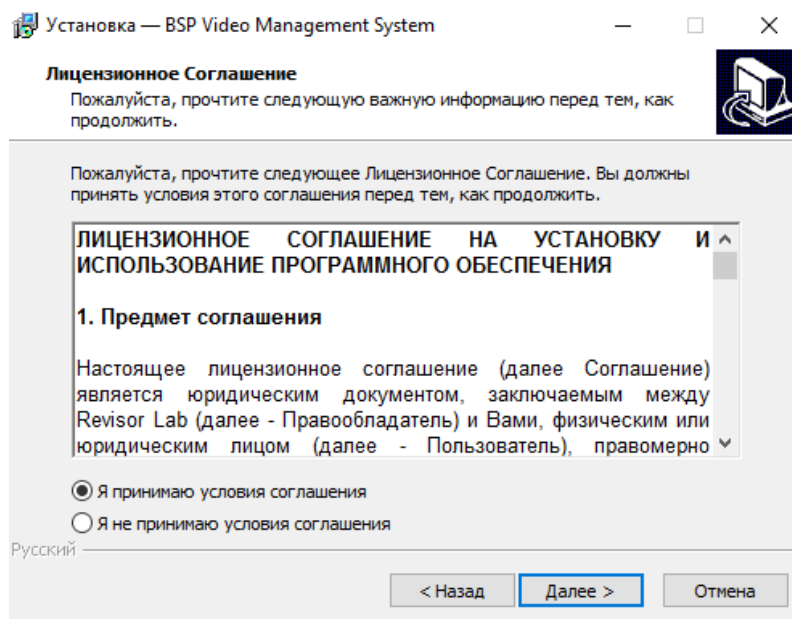 Установка — BSP Video Management System
Лицензионное Соглашение
Пожалуйста, прочтите следующую важную информацию перед тем, как
продолжить.
Пожалуйста, прочтите следующее Лицензионное Соглашение. Вы должны
принять условия этого соглашения перед тем, как продолжить.
ЛИЦЕНЗИОННОЕ СОГЛАШЕНИЕ НА УСТАНОВКУ И
ИСПОЛЬЗОВАНИЕ ПРОГРАММНОГО ОБЕСПЕЧЕНИЯ
1. Предмет соглашения
Настоящее лицензионное соглашение (далее Соглашение)
является юридическим документом, заключаемым между
Revisor Lab (далее - Правообладатель) и Вами, физическим или
юридическим лицом (далее - Пользователь), правомерно
Я принимаю условия соглашения
Я не принимаю условия соглашения
Русский
< Назад
Далее >
Отмена